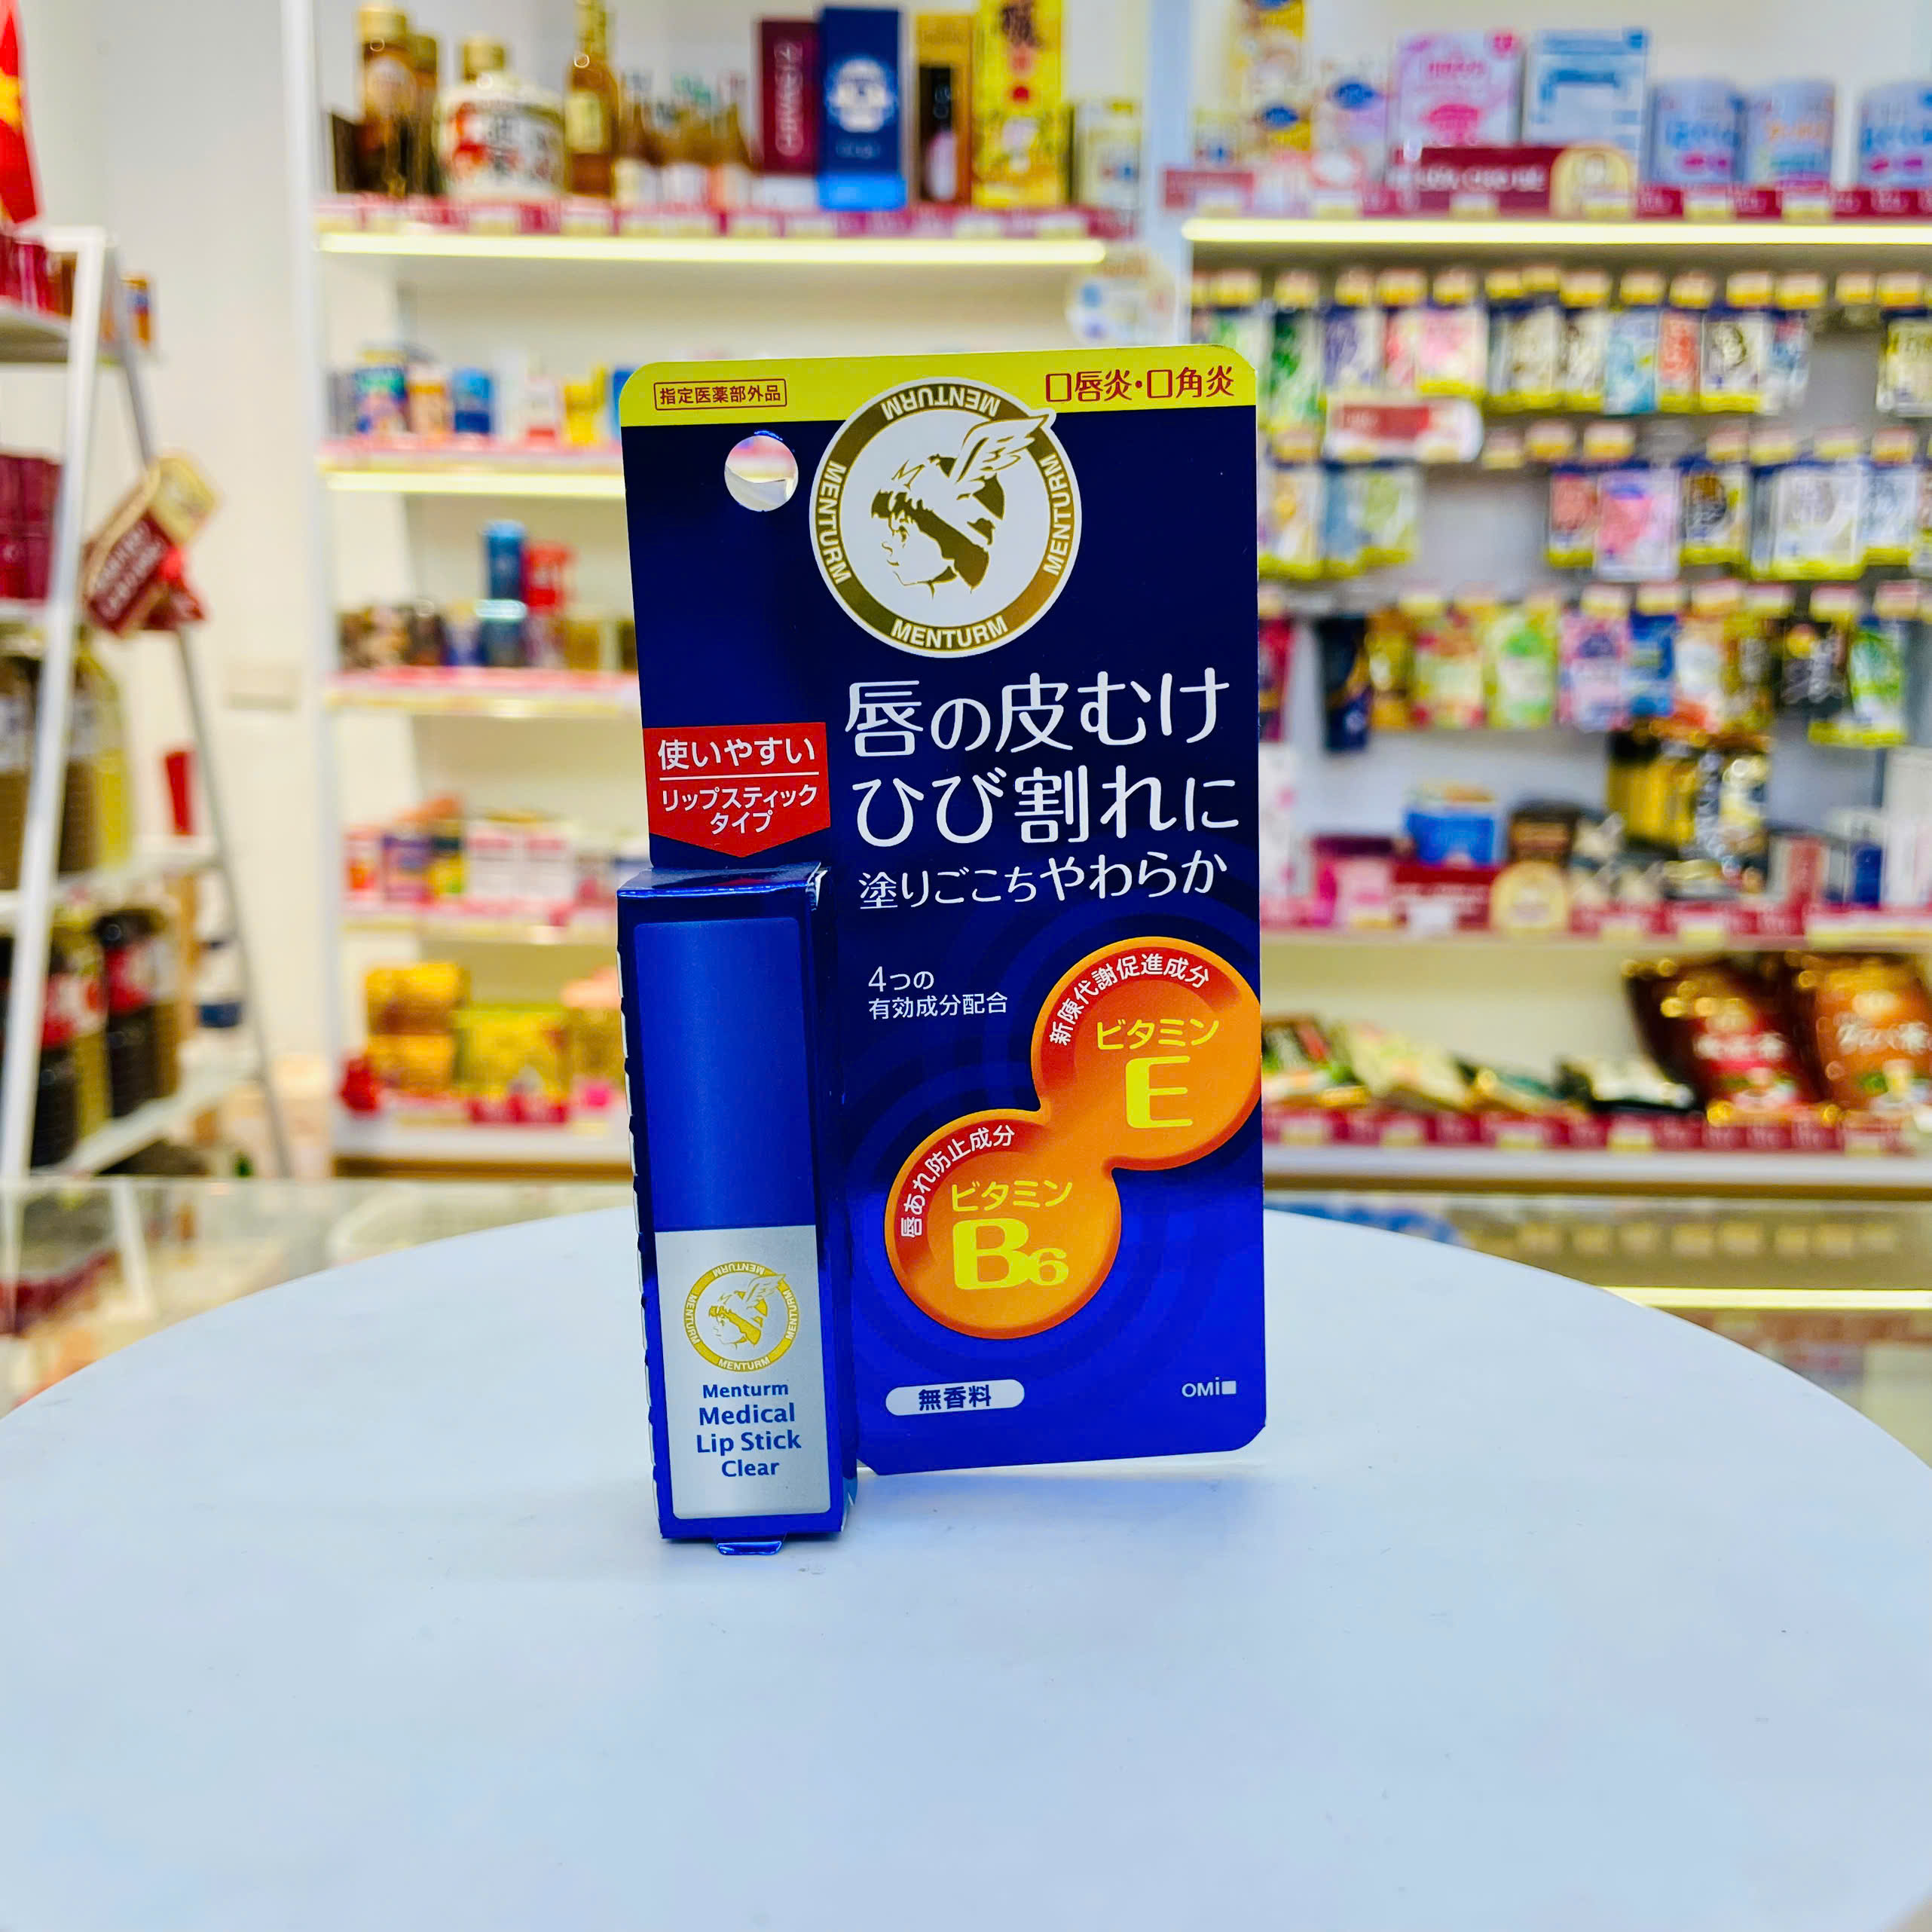 指定医薬部外品
口唇炎・口角炎
MENTURM
MENTURM
MENTURM
MENTURM
唇の皮むけ
ひび割れに
塗りごこちやわらか
使いやすい
リップスティック
タイプ
4つの
有効成分配合
新陳代謝促進成分
ビタミン
E
唇あれ防止成分
ビタミン
B6
無香料
OMi
MENTURM
MENTURM
MENTURM
MENTURM
Menturm
Medical
Lip Stick
Clear